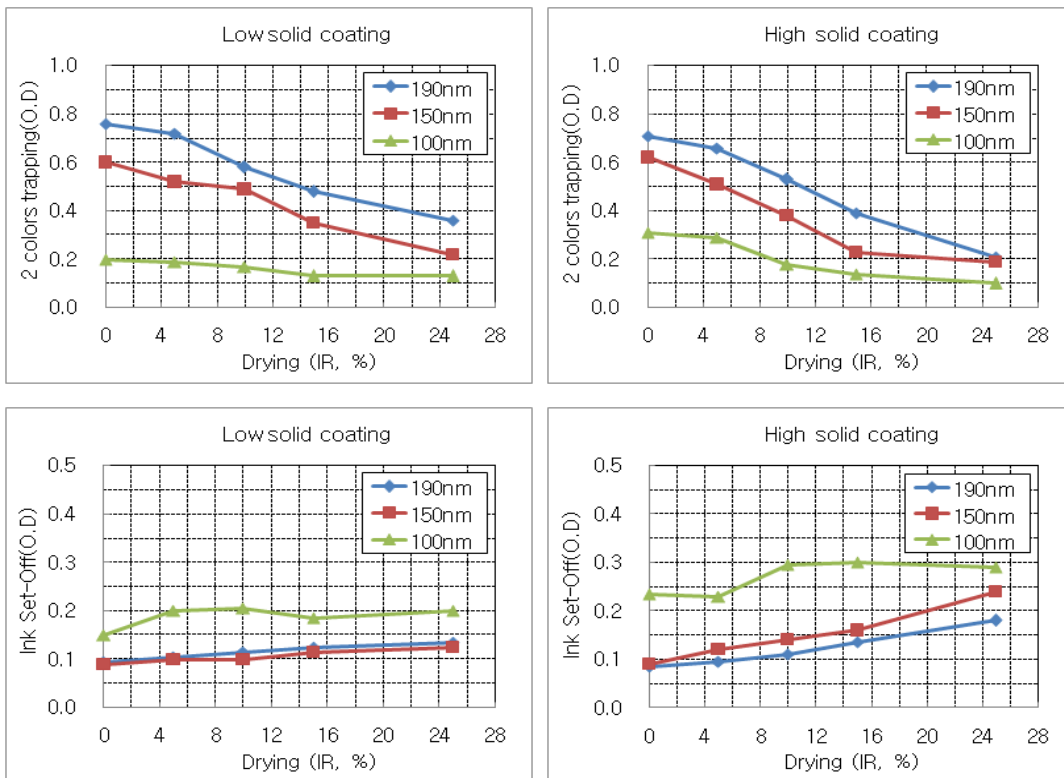 Low solid coating
2 colors trapping(O.D)
1.0
0.8
0.6
0.4
0.2
0.0
190nm
150nm
100nm
0 4 8 12 16 20 24 28
Drying (IR, %)
High solid coating
2 colors trapping(O.D)
1.0
0.8
0.6
0.4
0.2
0.0
190nm
150nm
100nm
0 4 8 12 16 20 24 28
Drying (IR, %)
Low solid coating
Ink Set-Off(O.D)
0.5
0.4
0.3
0.2
0.1
0.0
190nm
150nm
100nm
0 4 8 12 16 20 24 28
Drying (IR, %)
High solid coating
Ink Set-Off(O.D)
0.5
0.4
0.3
0.2
0.1
0.0
190nm
150nm
100nm
0 4 8 12 16 20 24 28
Drying (IR, %)